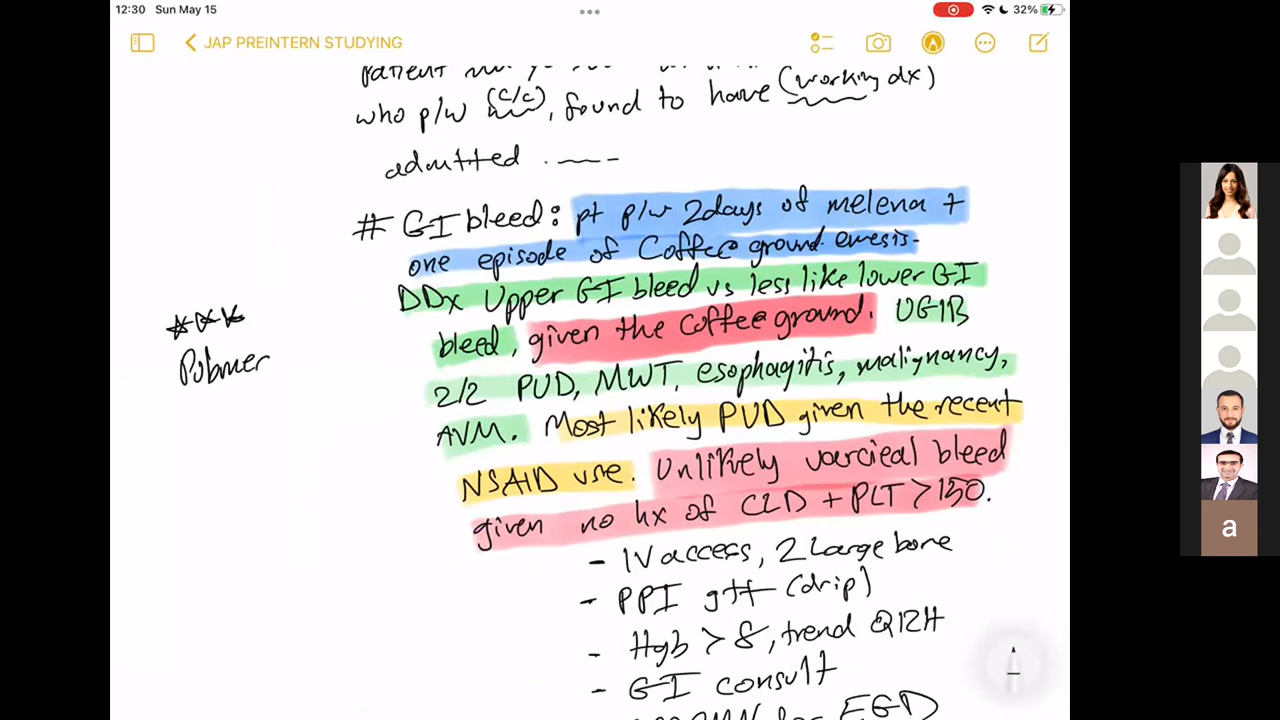 12:30 Sun May 15
32%
JAP PREINTERN STUDYING
patient
who p/w (c/c), found to have (working dx)
admitted
# GI bleed: pt p/w 2days of melena +
one episode of Coffee ground emesis.
DDx Upper GI bleed vs less like lower GI
bleed, given the Coffee ground. UGIB
2/2 PUD, MWT, esophagitis, malignancy,
AVM. Most likely PUD given the recent
NSAID use. Unlikely varcieal bleed
given no hx of CLD + PLT > 150.
- IV access, 2 Large bone
- PPI gtt (drip)
- Hgb > 8, trend Q12H
- GI consult
EGD
***
a